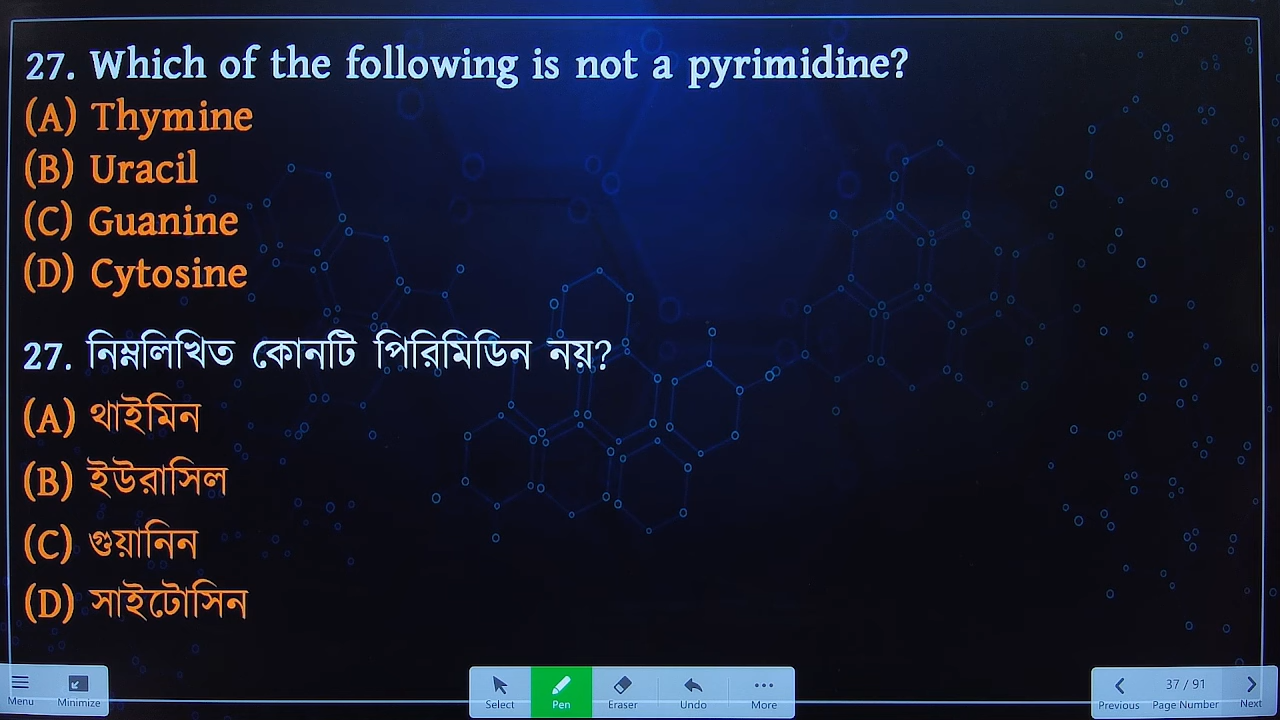 27. Which of the following is not a pyrimidine?
(A) Thymine
(B) Uracil
(C) Guanine
(D) Cytosine
27. নিম্নলিখিত কোনটি পিরিমিডিন নয়?
(A) থাইমিন
(B) ইউরাসিল
(C) গুয়ানিন
(D) সাইটোসিন
Menu Minimize Select Pen Eraser Undo More Previous 37 / 91 Page Number Next